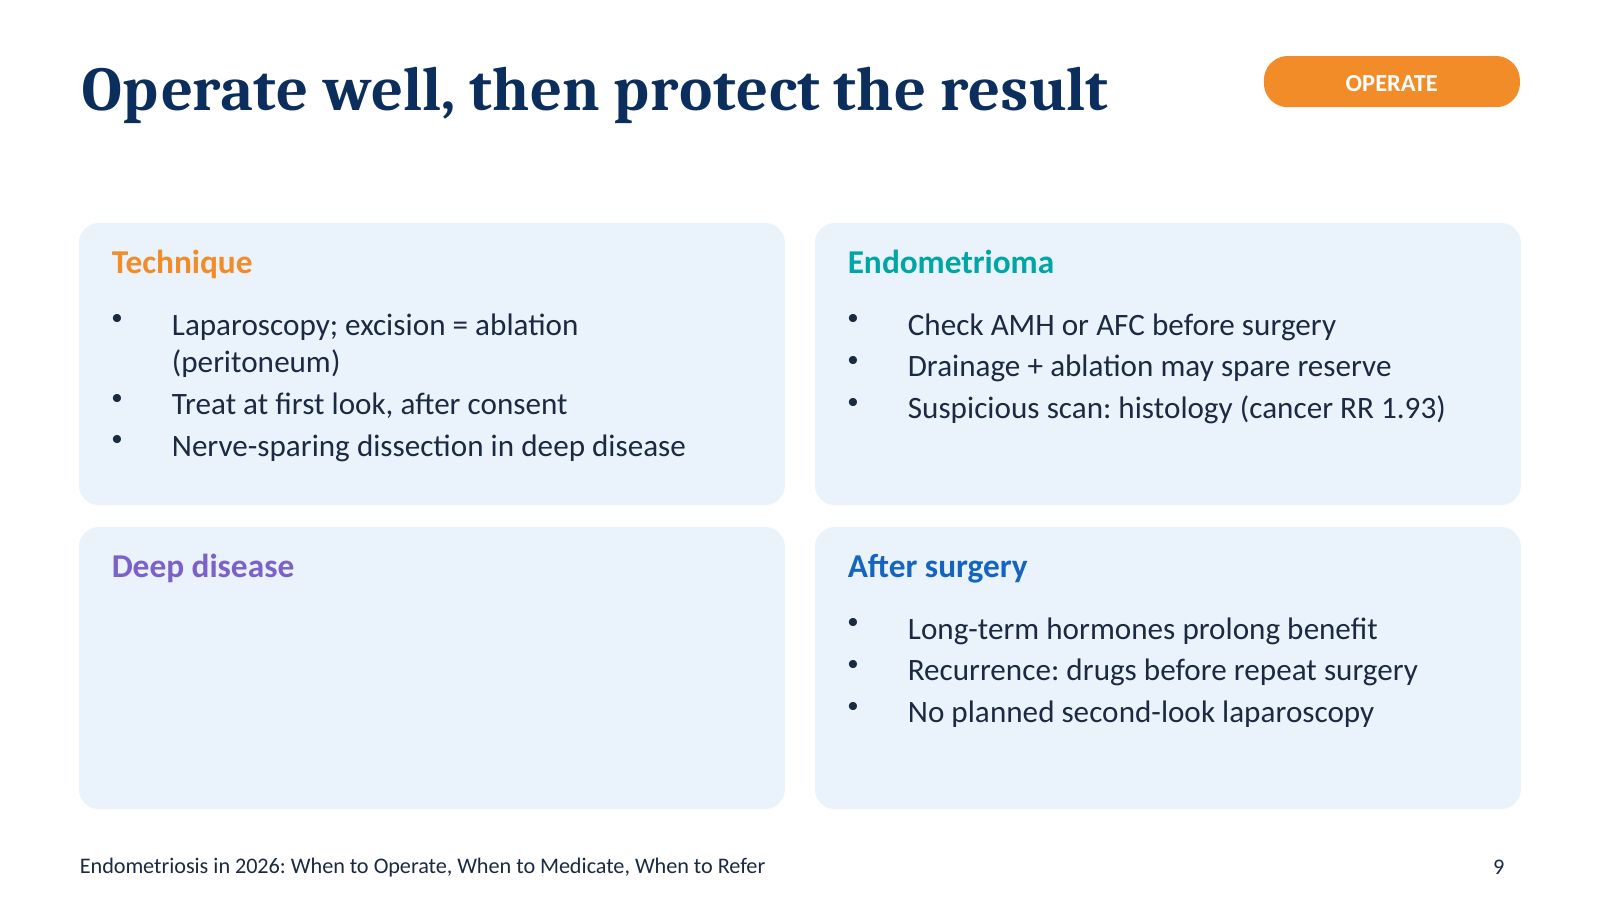 Operate well, then protect the result
OPERATE
Technique
• Laparoscopy; excision = ablation
(peritoneum)
• Treat at first look, after consent
• Nerve-sparing dissection in deep disease
Endometrioma
• Check AMH or AFC before surgery
• Drainage + ablation may spare reserve
• Suspicious scan: histology (cancer RR 1.93)
Deep disease
After surgery
• Long-term hormones prolong benefit
• Recurrence: drugs before repeat surgery
• No planned second-look laparoscopy
Endometriosis in 2026: When to Operate, When to Medicate, When to Refer
9